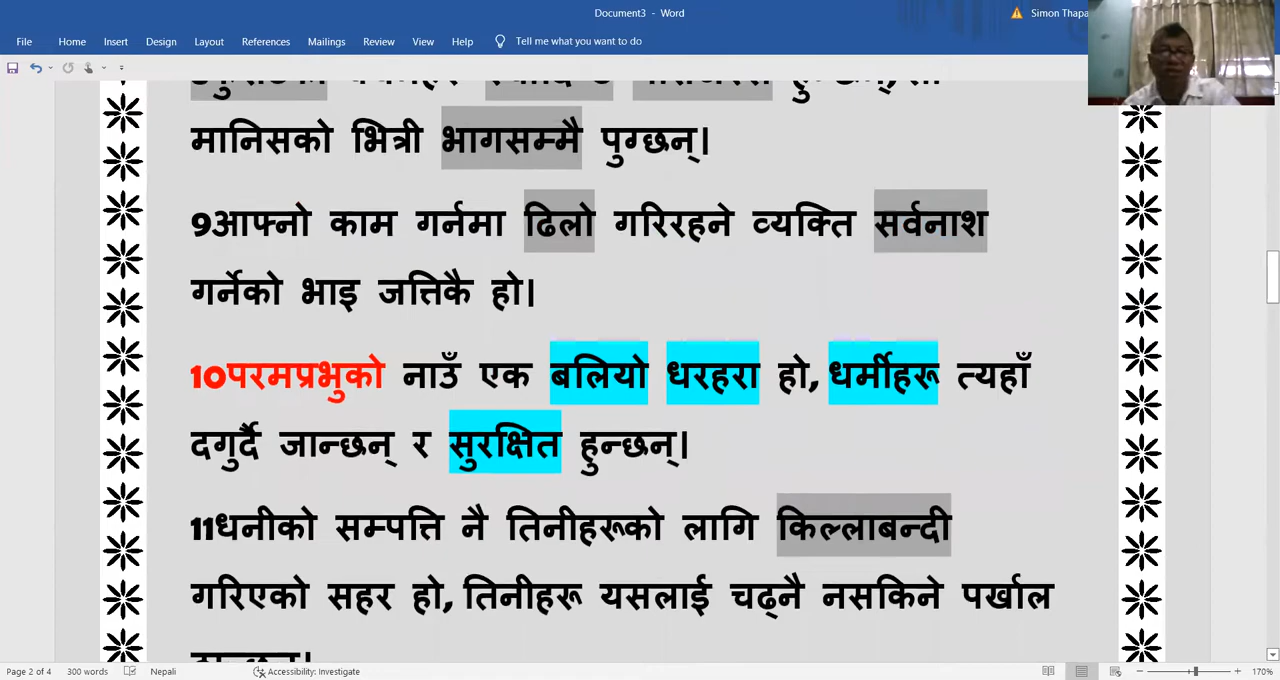 Document3 - Word
Simon Thapa
File Home Insert Design Layout References Mailings Review View Help Tell me what you want to do
मानिसको भित्री भागसम्मै पुग्छन्।
9आफ्नो काम गर्नमा ढिलो गरिरहने व्यक्ति सर्वनाश
गर्नेको भाइ जत्तिकै हो।
10परमप्रभुको नाउँ एक बलियो धरहरा हो, धर्मीहरू त्यहाँ
दगुर्दै जान्छन् र सुरक्षित हुन्छन्।
11धनीको सम्पत्ति नै तिनीहरूको लागि किल्लाबन्दी
गरिएको सहर हो, तिनीहरू यसलाई चढ्नै नसकिने पर्खाल
Page 2 of 4 300 words Nepali Accessibility: Investigate 170%